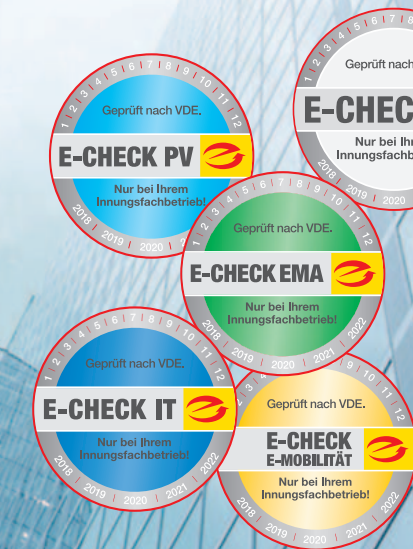 1 2 3 4 5 6 7 8 9 10 11 12
Geprüft nach VDE.
E-CHECK PV
Nur bei Ihrem
Innungsfachbetrieb!
2018 2019 2020
Geprüft nach
E-CHEC
Nur bei Ihr
Innungsfachb
2018 2019 2020
1 2 3 4 5 6 7 8 9 10 11 12
Geprüft nach VDE.
E-CHECK EMA
Nur bei Ihrem
Innungsfachbetrieb!
2018 2019 2020 2021 2022
1 2 3 4 5 6 7 8 9 10 11 12
Geprüft nach VDE.
E-CHECK IT
Nur bei Ihrem
Innungsfachbetrieb!
2018 2019 2020 2021 2022
9 10 11 12
Geprüft nach VDE.
E-CHECK
E-MOBILITÄT
Nur bei Ihrem
Innungsfachbetrieb!
2018 2019 2020 2021 2022